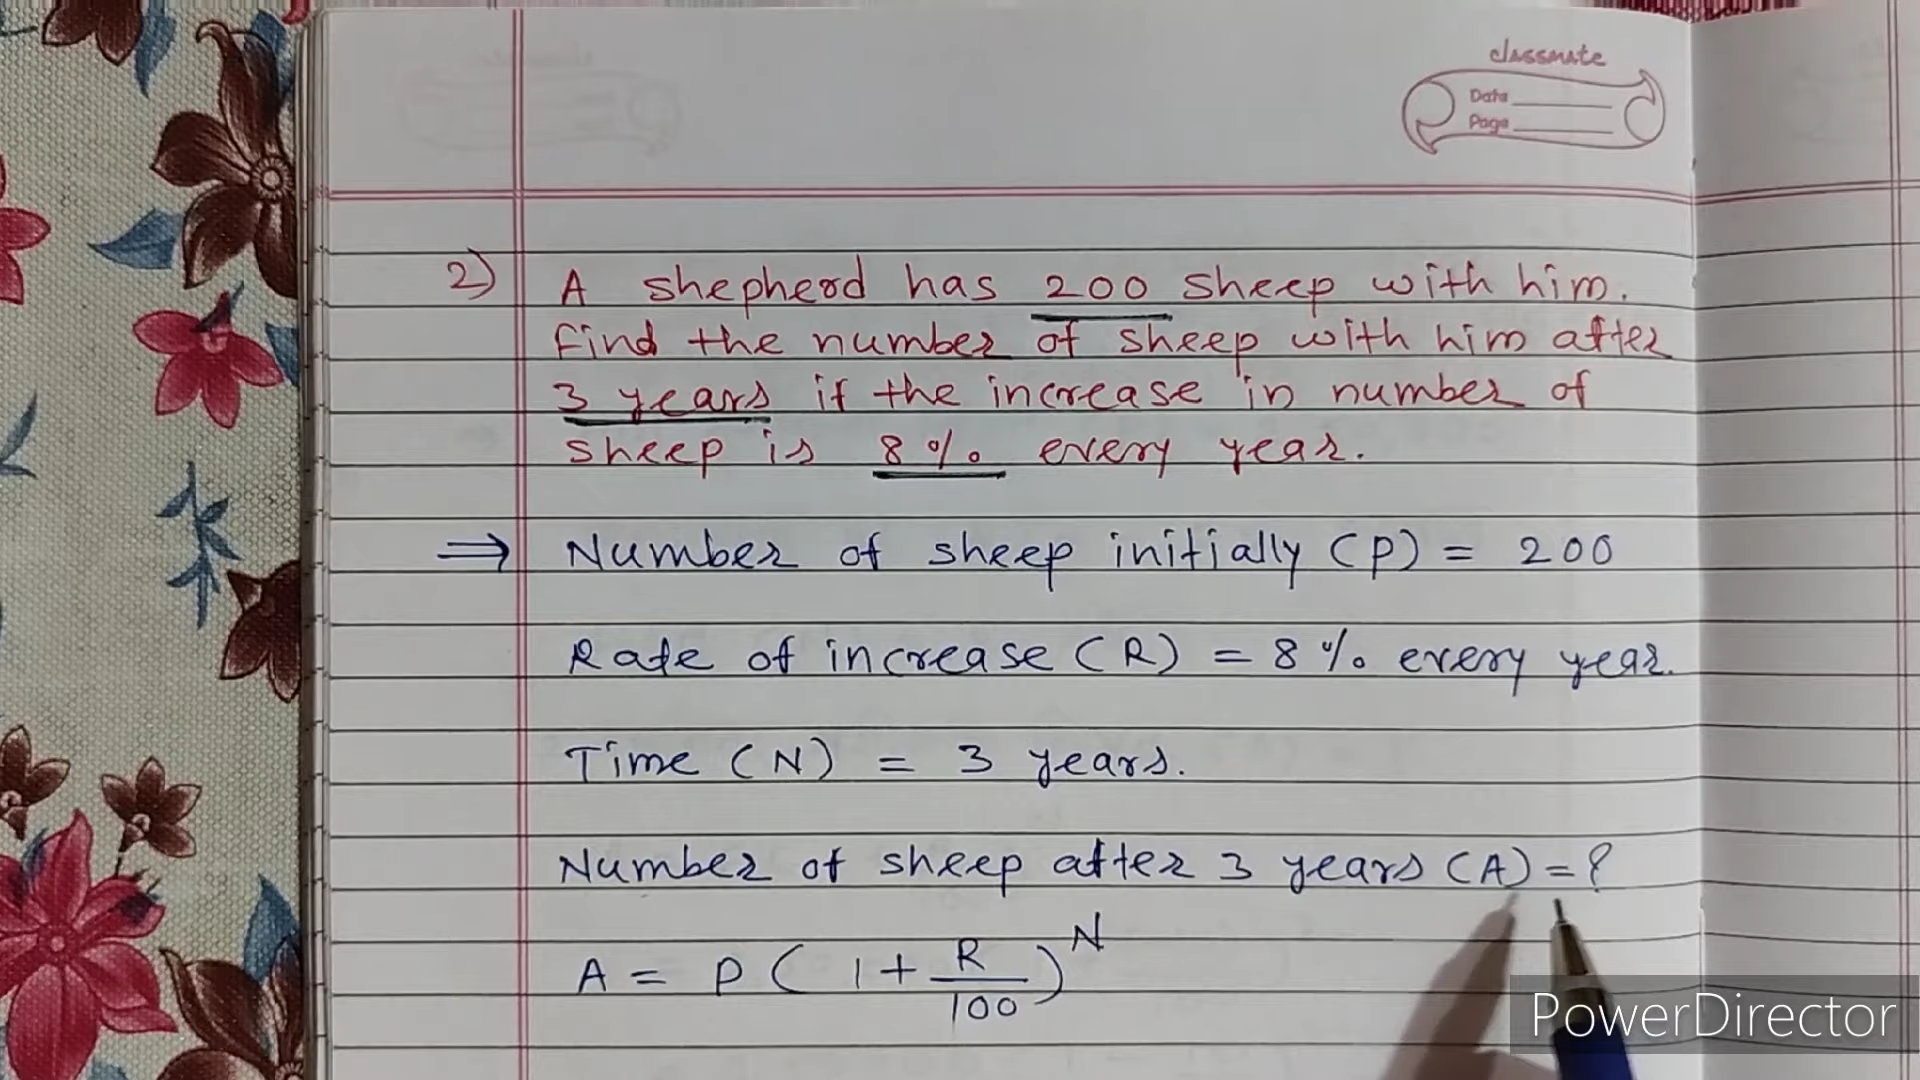 classmate
Date
Page
2) A shepherd has 200 sheep with him.
Find the number of sheep with him after
3 years if the increase in number of
sheep is 8% every year.
⇒ Number of sheep initially (P) = 200
Rate of increase (R) = 8% every year.
Time (N) = 3 years.
Number of sheep after 3 years (A) = ?
A = P(1 + R/100)^N
PowerDirector